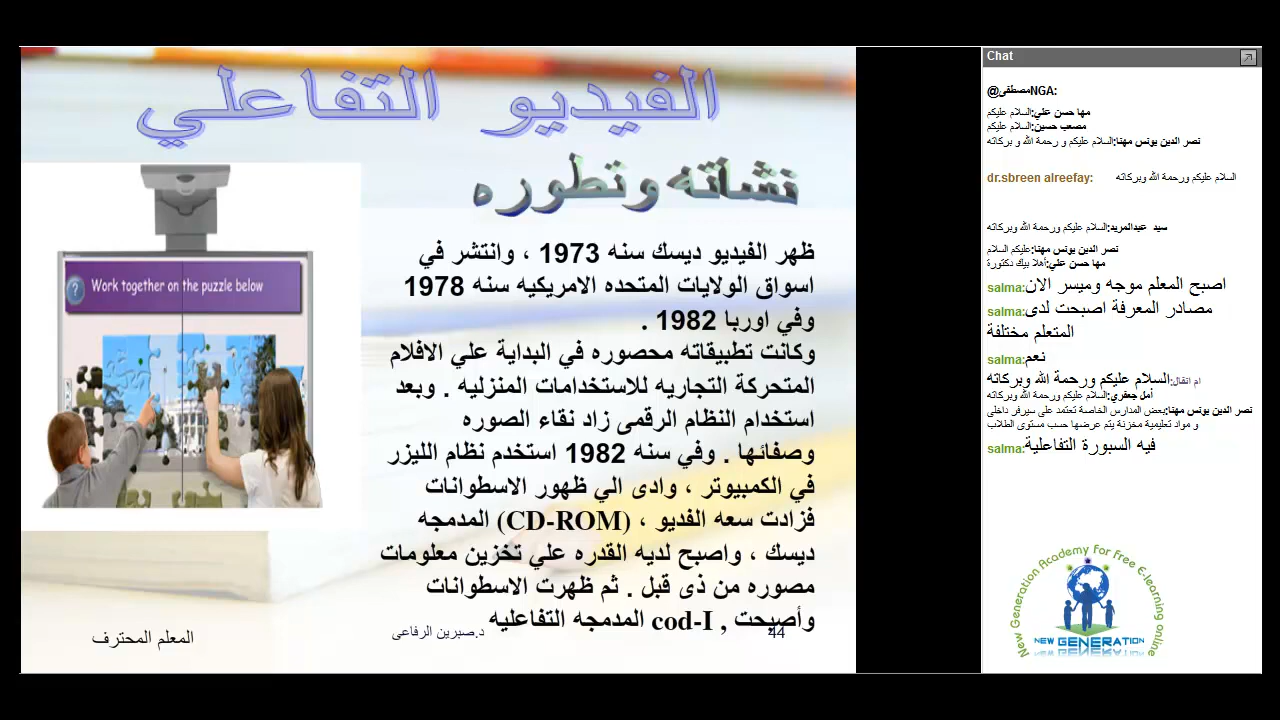 الفيديو التفاعلي
نشاته وتطوره
Work together on the puzzle below
ظهر الفيديو ديسك سنه 1973 ، وانتشر في
اسواق الولايات المتحده الامريكيه سنه 1978
وفي اوربا 1982 .
وكانت تطبيقاته محصوره في البداية علي الافلام
المتحركة التجاريه للاستخدامات المنزليه . وبعد
استخدام النظام الرقمى زاد نقاء الصوره
وصفائها . وفي سنه 1982 استخدم نظام الليزر
في الكمبيوتر ، وادى الي ظهور الاسطوانات
فزادت سعه الفديو ، (CD-ROM) المدمجه
ديسك ، واصبح لديه القدره علي تخزين معلومات
مصوره من ذى قبل . ثم ظهرت الاسطوانات
وأصبحت , cod-I المدمجه التفاعليه
44
د.صبرين الرفاعى
المعلم المحترف
Chat
@مصطفىNGA:
مها حسن علي:السلام عليكم
مصعب حسين:السلام عليكم
نصر الدين يونس مهنا:السلام عليكم و رحمة الله و بركاته
dr.sbreen alreefay: السلام عليكم ورحمة الله وبركاته
سيد عبدالمريد:السلام عليكم ورحمة الله وبركاته
نصر الدين يونس مهنا:عليكم السلام
مها حسن علي:أهلا بيك دكتورة
salma:اصبح المعلم موجه وميسر الان
salma:مصادر المعرفة اصبحت لدى
المتعلم مختلفة
salma:نعم
ام انفال:السلام عليكم ورحمة الله وبركاته
أمل جعفري:السلام عليكم ورحمة الله وبركاته
نصر الدين يونس مهنا:بعض المدارس الخاصة تعتمد على سيرفر داخلى
و مواد تعليمية مخزنة يتم عرضها حسب مستوى الطلاب
salma:فيه السبورة التفاعلية
New Generation Academy For Free E-learning online
NEW GENERATION